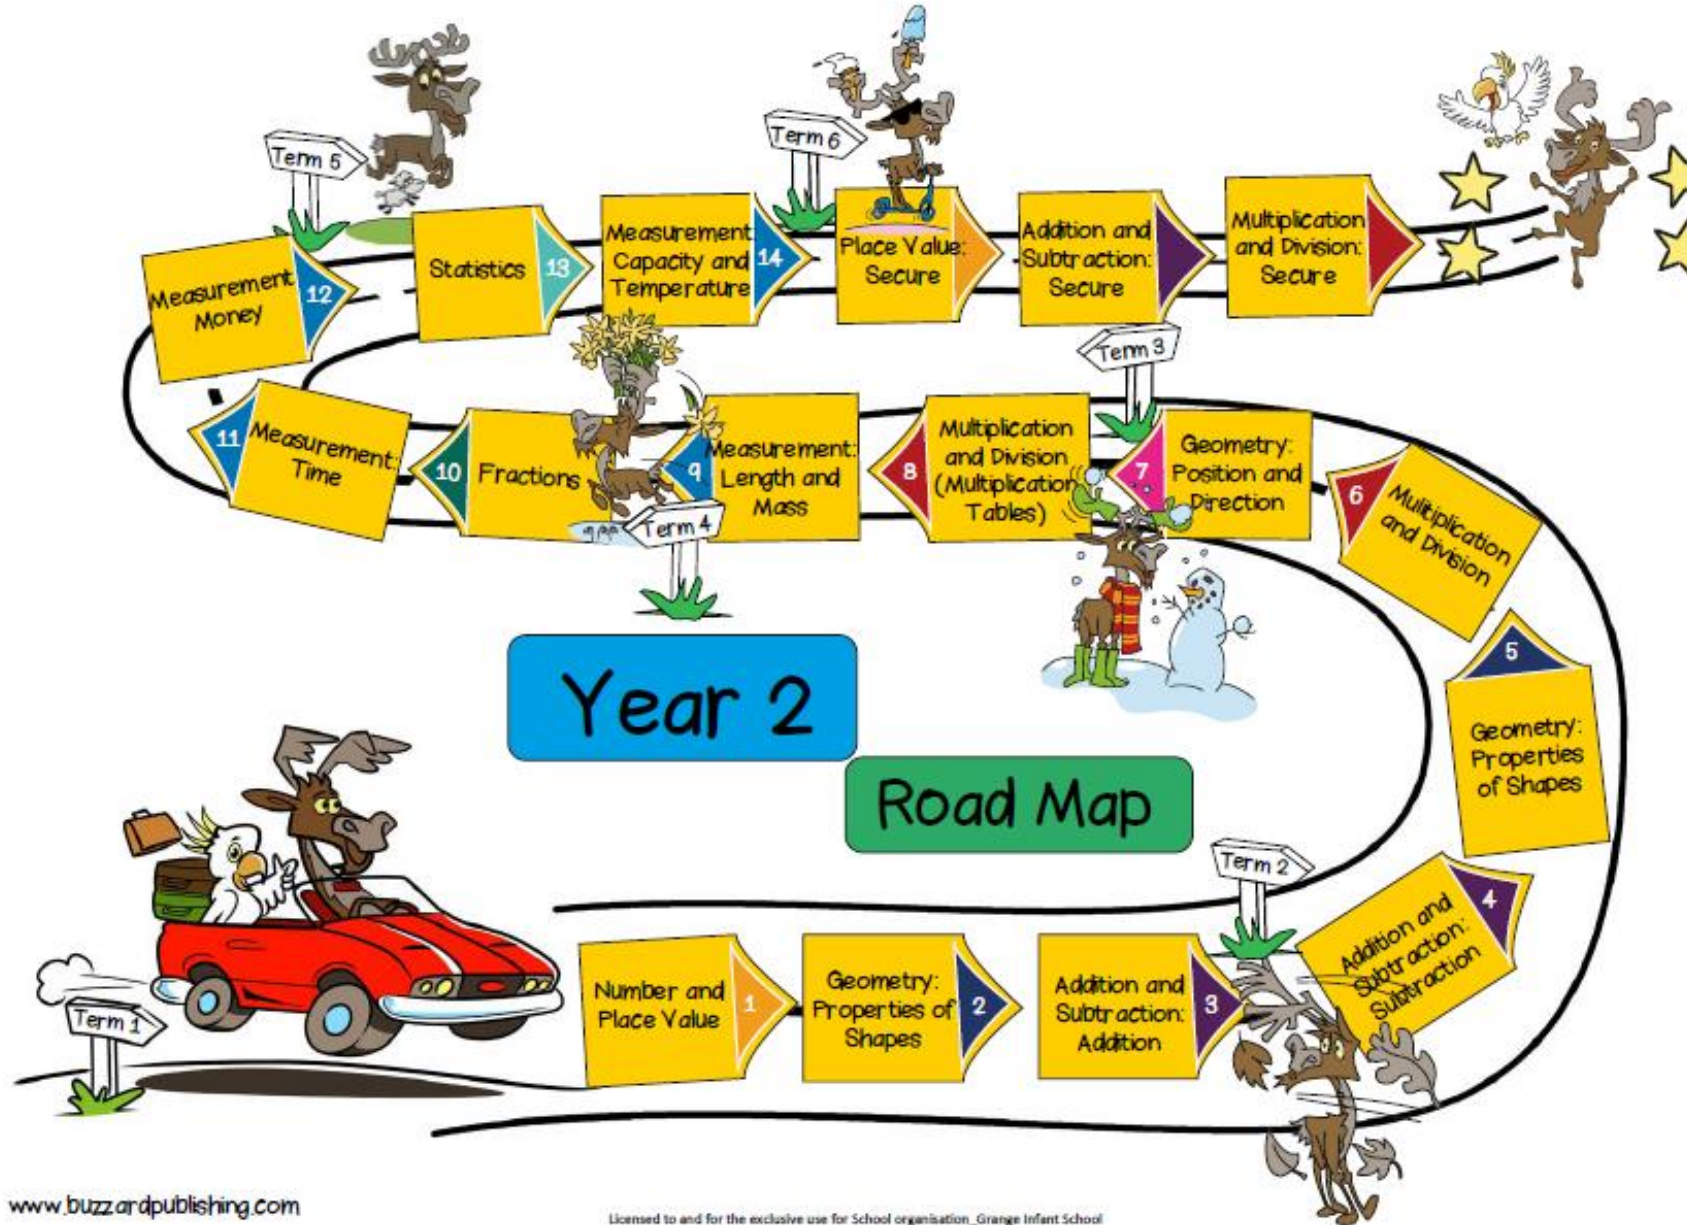 Year 2
Road Map
Term 1
Number and
Place Value
1
Geometry:
Properties of
Shapes
2
Addition and
Subtraction:
Addition
3
Term 2
Addition and
Subtraction:
Subtraction
4
Geometry:
Properties
of Shapes
5
Mulitiplication
and Division
6
Term 3
Geometry:
Position and
Direction
7
Multiplication
and Division
(Multiplication
Tables)
8
Measurement:
Length and
Mass
9
Term 4
Fractions
10
Measurement:
Time
11
Term 5
Measurement
Money
12
Statistics
13
Measurement
Capacity and
Temperature
14
Term 6
Place Value:
Secure
Addition and
Subtraction:
Secure
Multiplication
and Division:
Secure
www.buzzardpublishing.com
Licensed to and for the exclusive use for School organisation_Grange Infant School